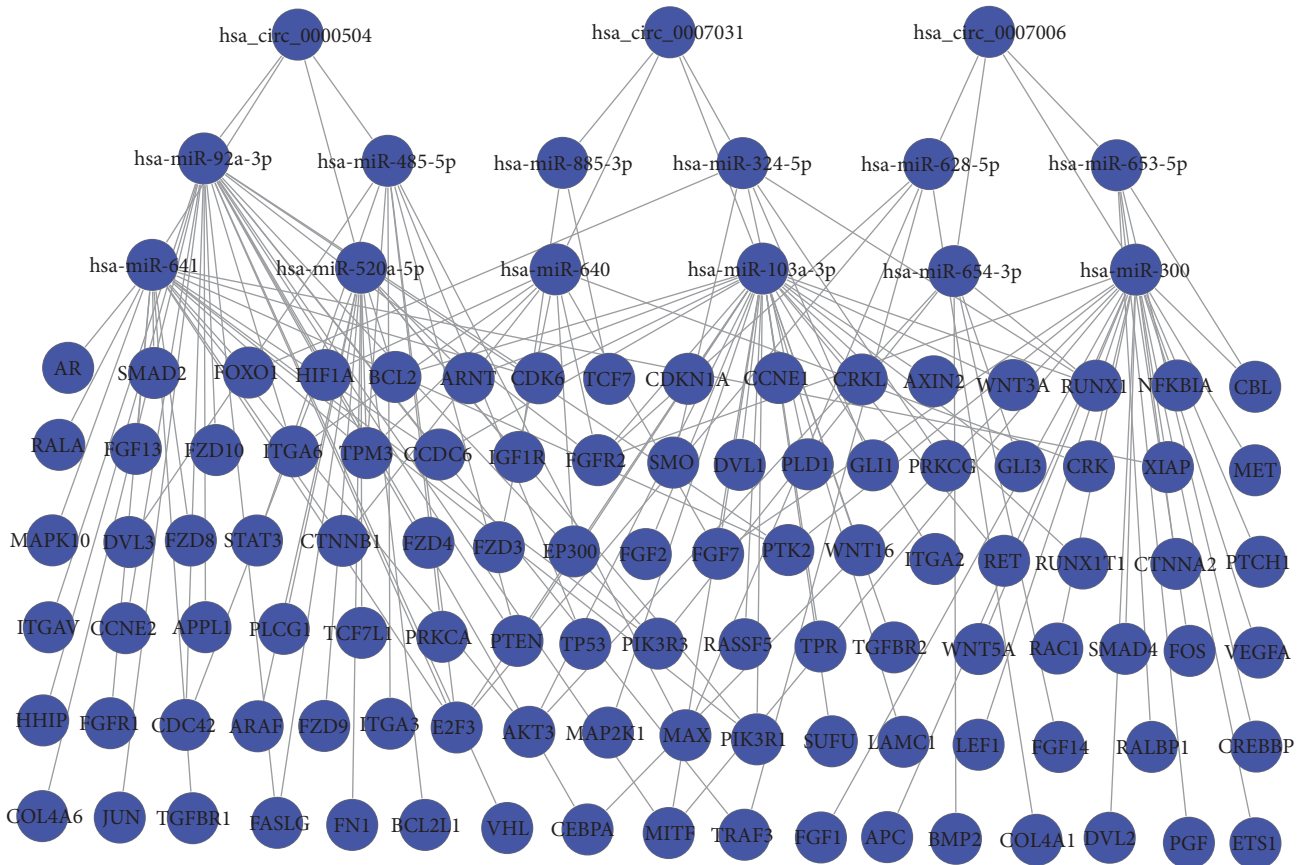 hsa_circ_0000504
hsa_circ_0007031
hsa_circ_0007006
hsa-miR-92a-3p
hsa-miR-485-5p
hsa-miR-885-3p
hsa-miR-324-5p
hsa-miR-628-5p
hsa-miR-653-5p
hsa-miR-641
hsa-miR-520a-5p
hsa-miR-640
hsa-miR-103a-3p
hsa-miR-654-3p
hsa-miR-300
AR
SMAD2
FOXO1
HIF1A
BCL2
ARNT
CDK6
TCF7
CDKN1A
CCNE1
CRKL
AXIN2
WNT3A
RUNX1
NFKBIA
CBL
RALA
FGF13
FZD10
ITGA6
TPM3
CCDC6
IGF1R
FGFR2
SMO
DVL1
PLD1
GLI1
PRKCG
GLI3
CRK
XIAP
MET
MAPK10
DVL3
FZD8
STAT3
CTNNB1
FZD4
FZD3
EP300
FGF2
FGF7
PTK2
WNT16
ITGA2
RET
RUNX1T1
CTNNA2
PTCH1
ITGAV
CCNE2
APPL1
PLCG1
TCF7L1
PRKCA
PTEN
TP53
PIK3R3
RASSF5
TPR
TGFBR2
WNT5A
RAC1
SMAD4
FOS
VEGFA
HHIP
FGFR1
CDC42
ARAF
FZD9
ITGA3
E2F3
AKT3
MAP2K1
MAX
PIK3R1
SUFU
LAMC1
LEF1
FGF14
RALBP1
CREBBP
COL4A6
JUN
TGFBR1
FASLG
FN1
BCL2L1
VHL
CEBPA
MITF
TRAF3
FGF1
APC
BMP2
COL4A1
DVL2
PGF
ETS1